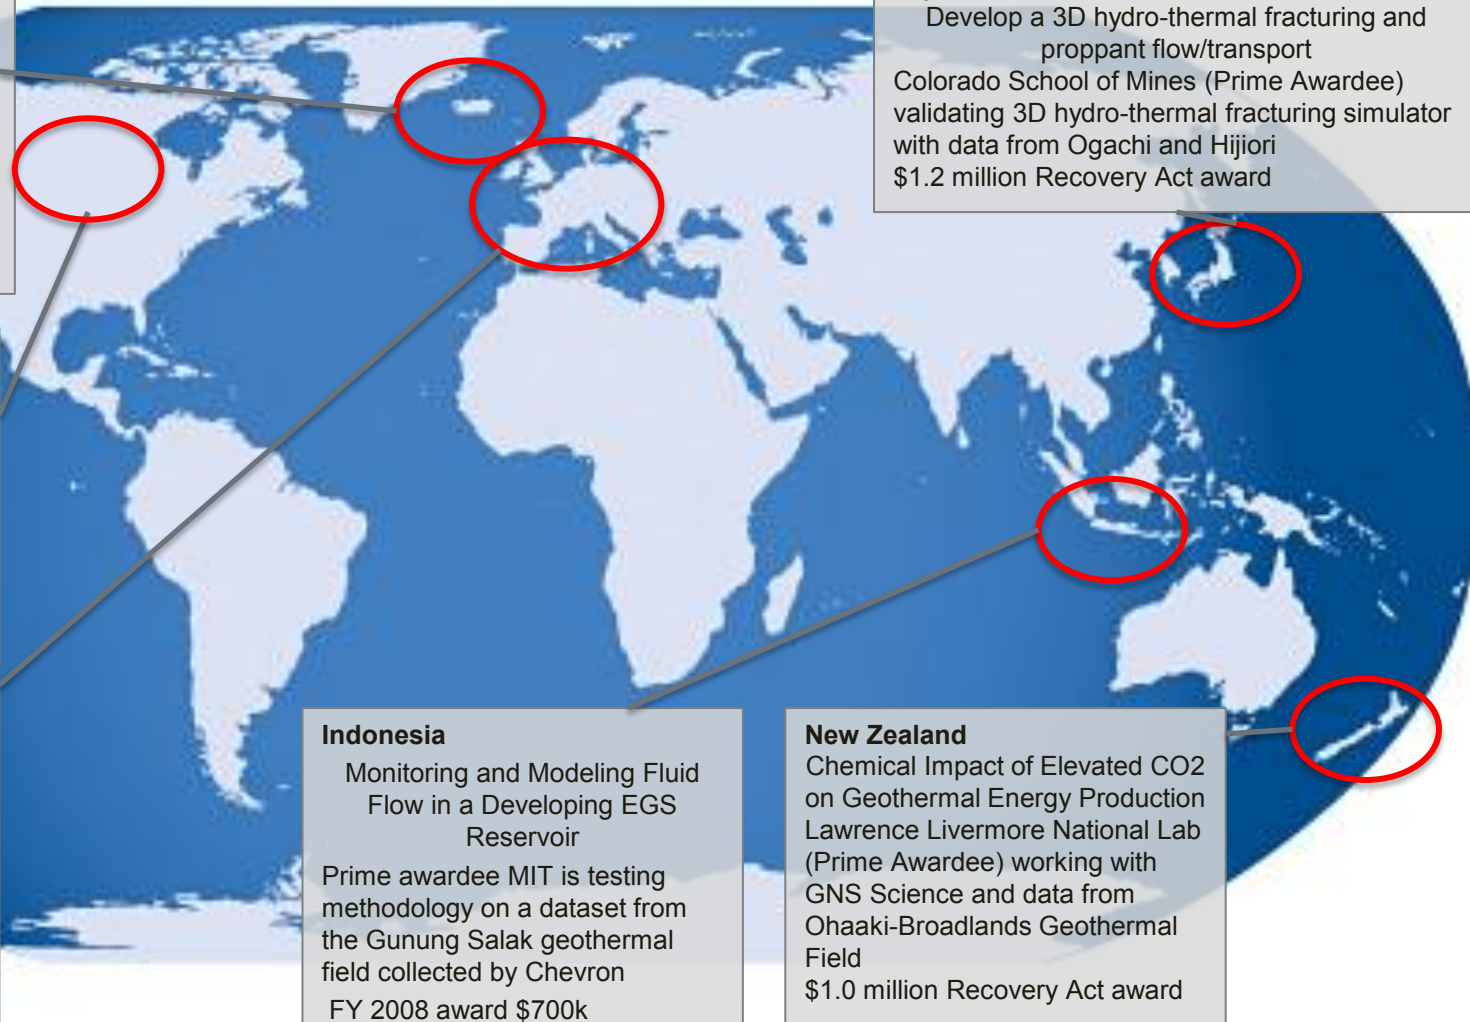 Develop a 3D hydro-thermal fracturing and
proppant flow/transport
Colorado School of Mines (Prime Awardee)
validating 3D hydro-thermal fracturing simulator
with data from Ogachi and Hijiori
$1.2 million Recovery Act award
Indonesia
Monitoring and Modeling Fluid
Flow in a Developing EGS
Reservoir
Prime awardee MIT is testing
methodology on a dataset from
the Gunung Salak geothermal
field collected by Chevron
FY 2008 award $700k
New Zealand
Chemical Impact of Elevated CO2
on Geothermal Energy Production
Lawrence Livermore National Lab
(Prime Awardee) working with
GNS Science and data from
Ohaaki-Broadlands Geothermal
Field
$1.0 million Recovery Act award